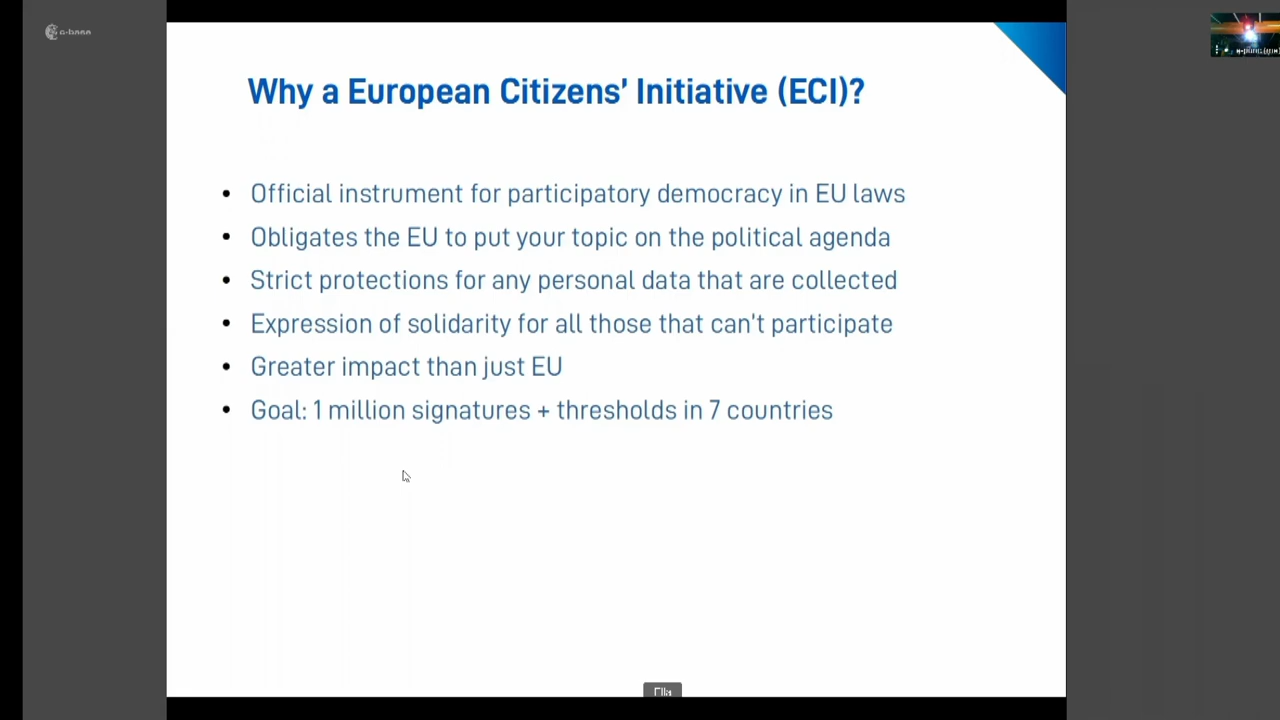 c-base
Why a European Citizens' Initiative (ECI)?
• Official instrument for participatory democracy in EU laws
• Obligates the EU to put your topic on the political agenda
• Strict protections for any personal data that are collected
• Expression of solidarity for all those that can't participate
• Greater impact than just EU
• Goal: 1 million signatures + thresholds in 7 countries
Ella